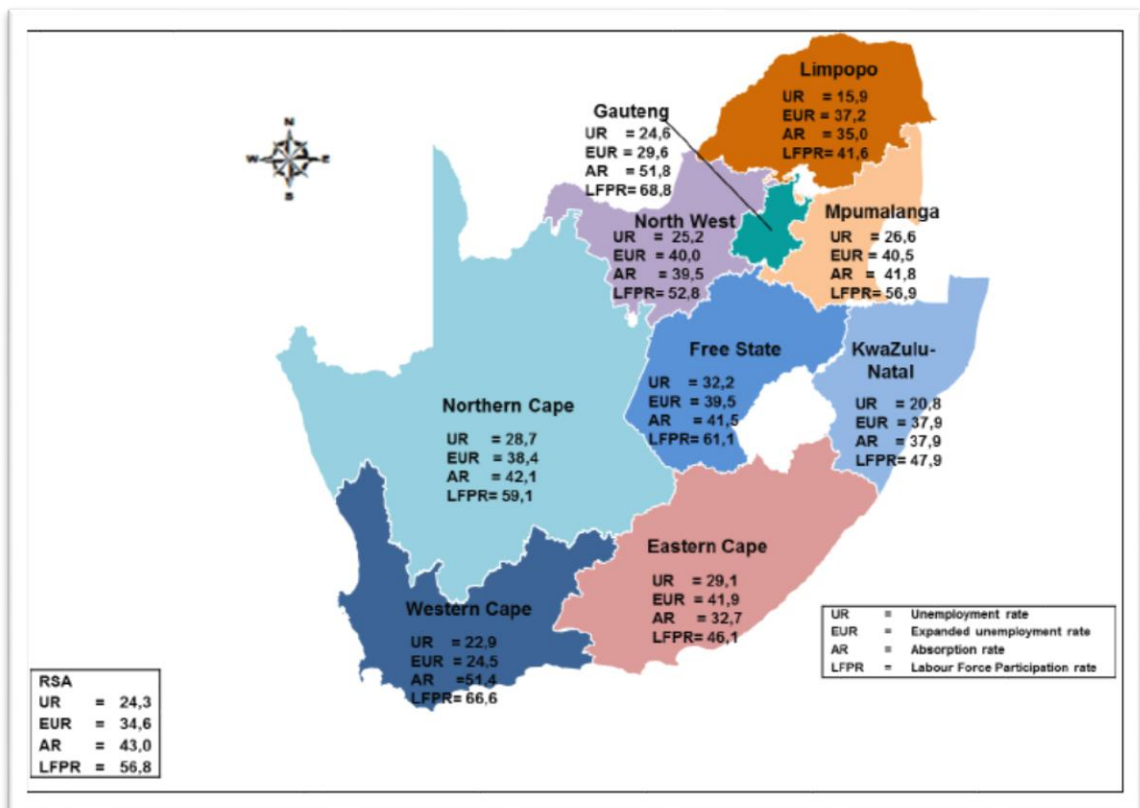 N
W E
S
Limpopo
UR = 15,9
EUR = 37,2
AR = 35,0
LFPR= 41,6
Gauteng
UR = 24,6
EUR = 29,6
AR = 51,8
LFPR= 68,8
North West
UR = 25,2
EUR = 40,0
AR = 39,5
LFPR= 52,8
Mpumalanga
UR = 26,6
EUR = 40,5
AR = 41,8
LFPR= 56,9
Free State
UR = 32,2
EUR = 39,5
AR = 41,5
LFPR= 61,1
KwaZulu-
Natal
UR = 20,8
EUR = 37,9
AR = 37,9
LFPR= 47,9
Northern Cape
UR = 28,7
EUR = 38,4
AR = 42,1
LFPR= 59,1
Eastern Cape
UR = 29,1
EUR = 41,9
AR = 32,7
LFPR= 46,1
Western Cape
UR = 22,9
EUR = 24,5
AR =51,4
LFPR= 66,6
UR = Unemployment rate
EUR = Expanded unemployment rate
AR = Absorption rate
LFPR = Labour Force Participation rate
RSA
UR = 24,3
EUR = 34,6
AR = 43,0
LFPR = 56,8